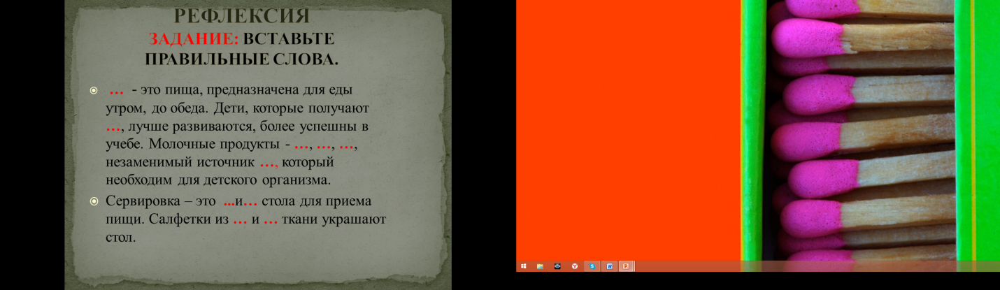 РЕФЛЕКСИЯ
ЗАДАНИЕ: ВСТАВЬТЕ
ПРАВИЛЬНЫЕ СЛОВА.
… - это пища, предназначена для еды
утром, до обеда. Дети, которые получают
…, лучше развиваются, более успешны в
учебе. Молочные продукты - …, …, …,
незаменимый источник …, который
необходим для детского организма.
Сервировка – это ...и… стола для приема
пищи. Салфетки из … и … ткани украшают
стол.